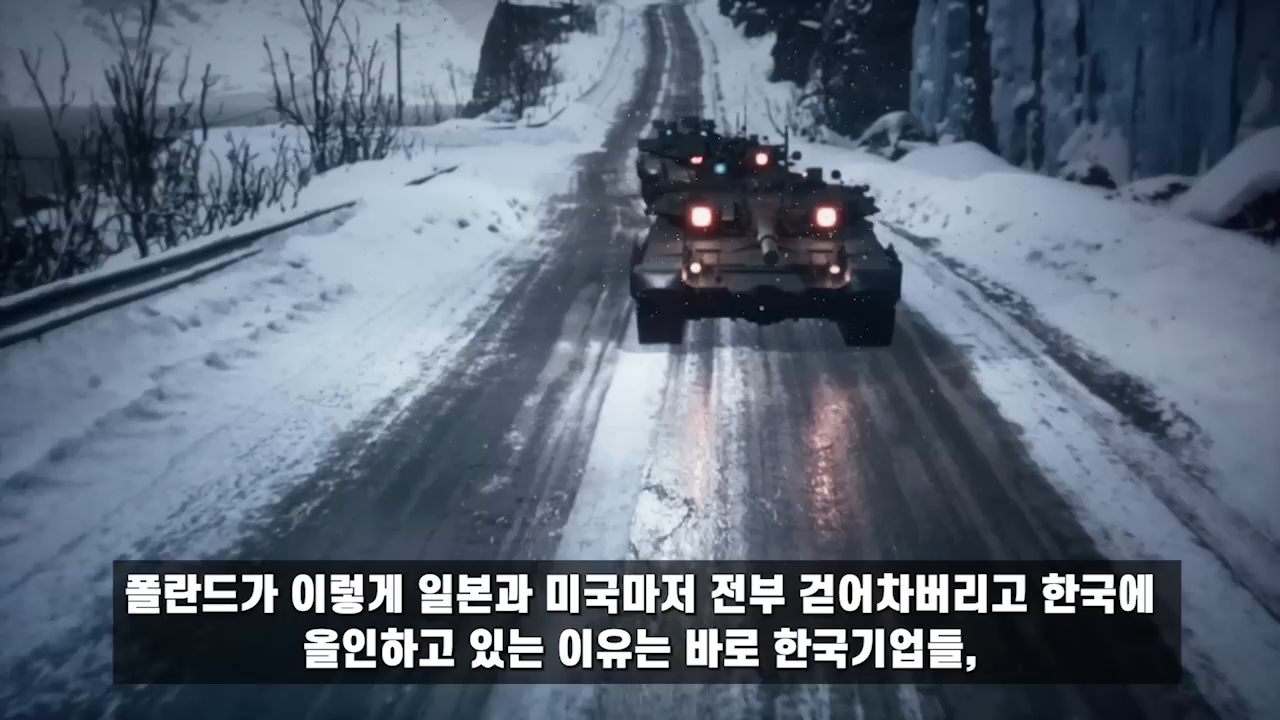 폴란드가 이렇게 일본과 미국마저 전부 걷어차버리고 한국에
올인하고 있는 이유는 바로 한국기업들,